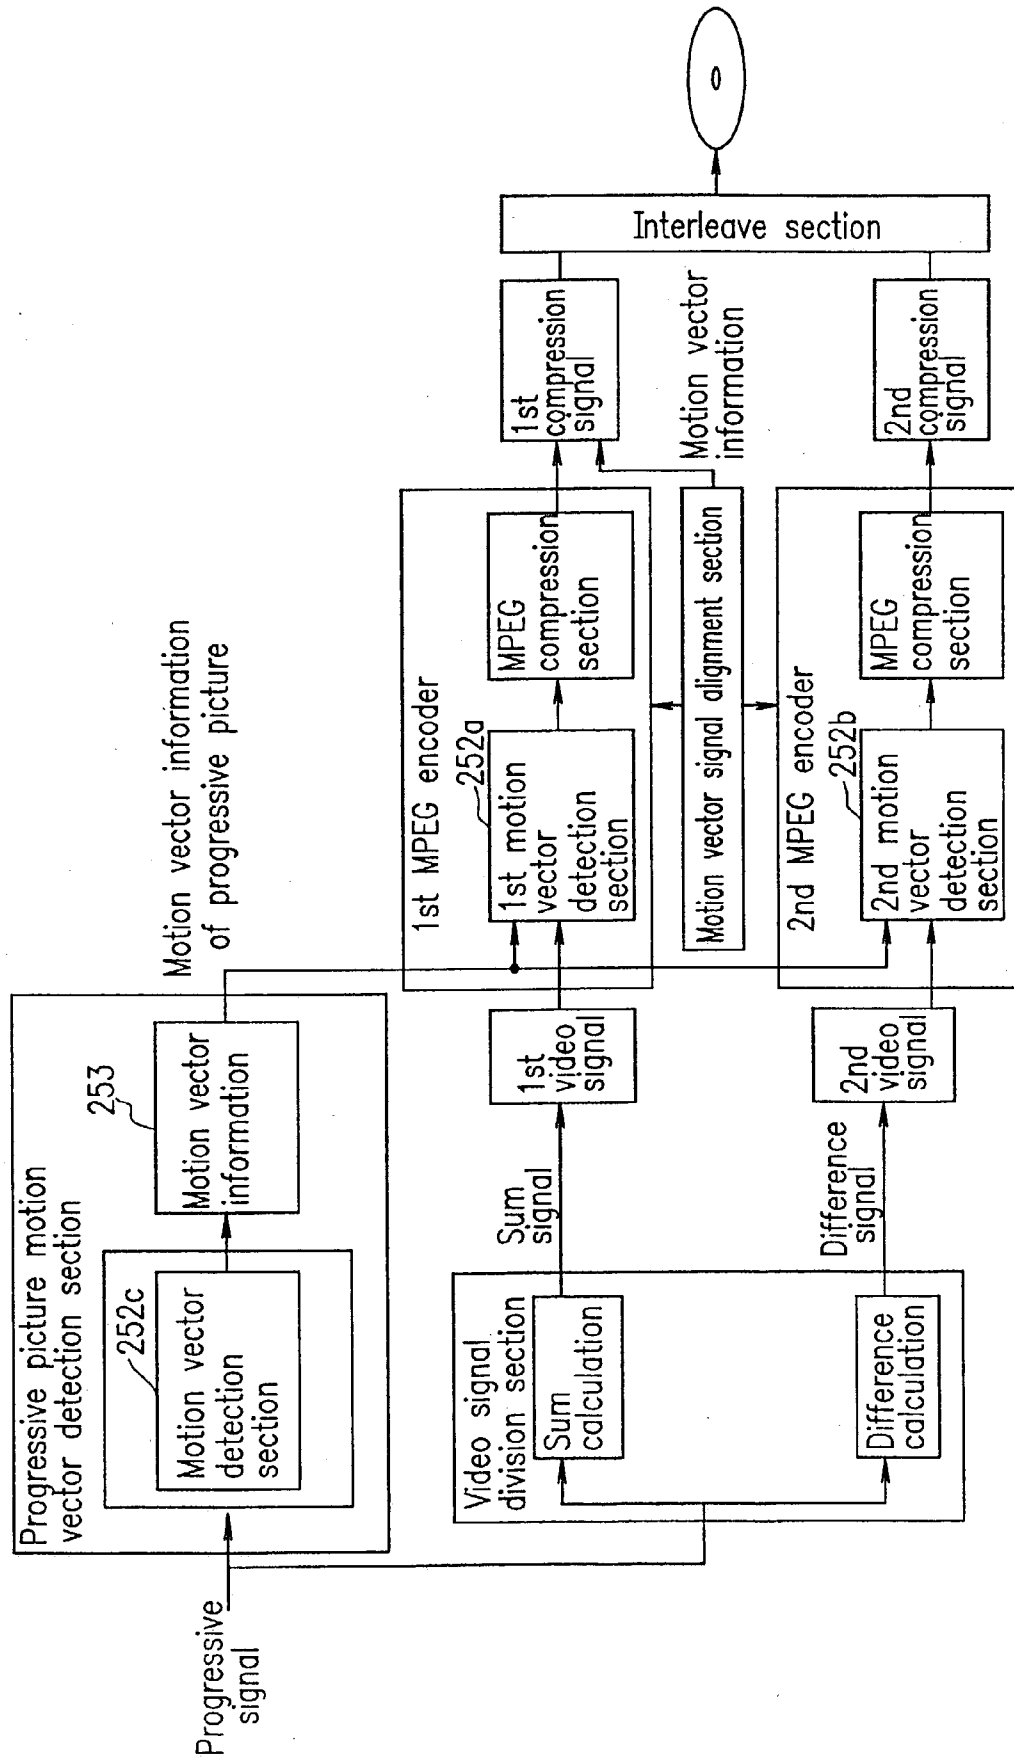 Progressive
signal
Progressive picture motion
vector detection section
252c
Motion vector
detection
section
253
Motion vector
information
Motion vector information
of progressive picture
Video signal
division section
Sum
calculation
Difference
calculation
Sum
signal
Difference
signal
1st
video
signal
2nd
video
signal
1st MPEG encoder
252a
1st motion
vector
detection
section
MPEG
compression
section
Motion vector signal alignment section
2nd MPEG encoder
252b
2nd motion
vector
detection
section
MPEG
compression
section
1st
compression
signal
Motion vector
information
2nd
compression
signal
Interleave section